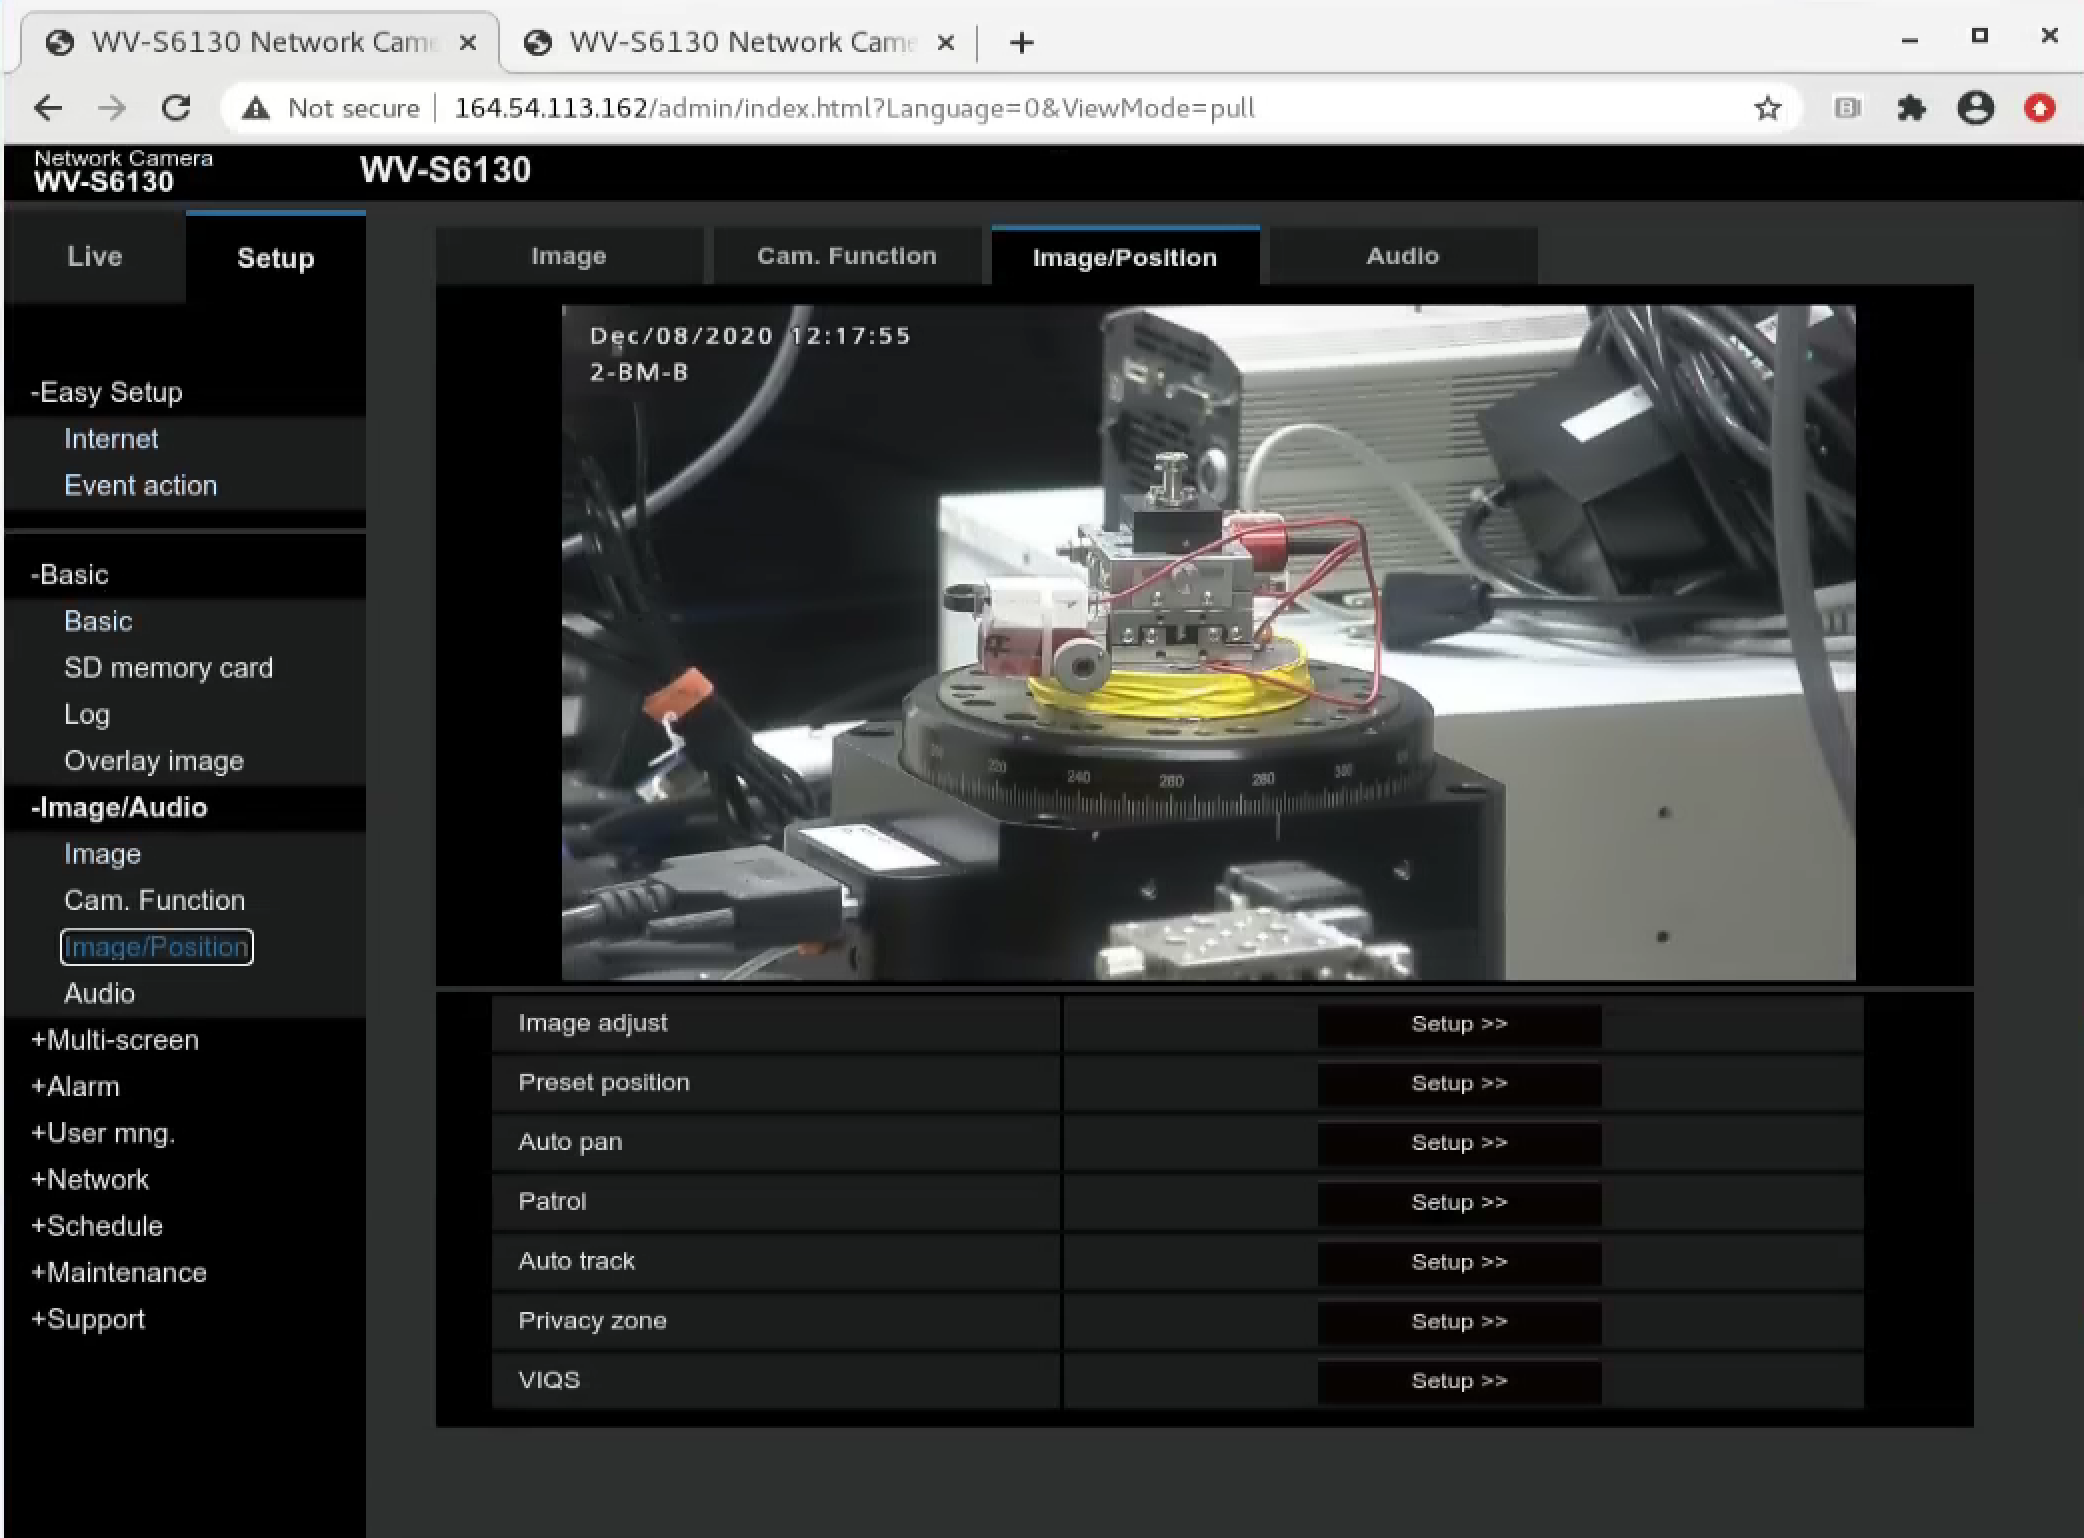 WV-S6130 Network Came
WV-S6130 Network Came
Not secure
164.54.113.162/admin/index.html?Language=0&ViewMode=pull
Network Camera
WV-S6130
WV-S6130
Live
Setup
-Easy Setup
Internet
Event action
-Basic
Basic
SD memory card
Log
Overlay image
-Image/Audio
Image
Cam. Function
Image/Position
Audio
+Multi-screen
+Alarm
+User mng.
+Network
+Schedule
+Maintenance
+Support
Image
Cam. Function
Image/Position
Audio
Dec/08/2020 12:17:55
2-BM-B
220 240 260 280 300
Image adjust Setup >>
Preset position Setup >>
Auto pan Setup >>
Patrol Setup >>
Auto track Setup >>
Privacy zone Setup >>
VIQS Setup >>